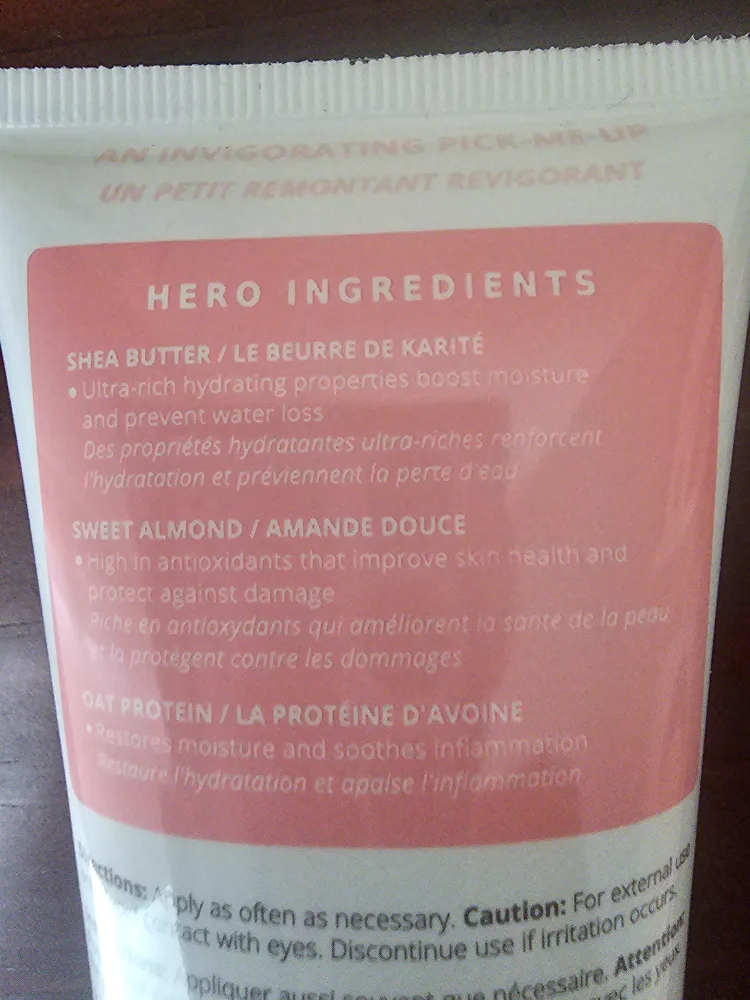 AN INVIGORATING PICK-ME-UP
UN PETIT REMONTANT REVIGORANT
HERO INGREDIENTS
SHEA BUTTER / LE BEURRE DE KARITÉ
• Ultra-rich hydrating properties boost moisture
and prevent water loss
Des propriétés hydratantes ultra-riches renforcent
l'hydratation et préviennent la perte d'eau
SWEET ALMOND / AMANDE DOUCE
• High in antioxidants that improve skin health and
protect against damage
Riche en antioxydants qui améliorent la santé de la peau
et la protègent contre les dommages
OAT PROTEIN / LA PROTÉINE D'AVOINE
• Restores moisture and soothes inflammation
Restaure l'hydratation et apaise l'inflammation
Directions: Apply as often as necessary. Caution: For external use
contact with eyes. Discontinue use if irritation occurs.
Appliquer aussi souvent que nécessaire. Attention:
avec les yeux